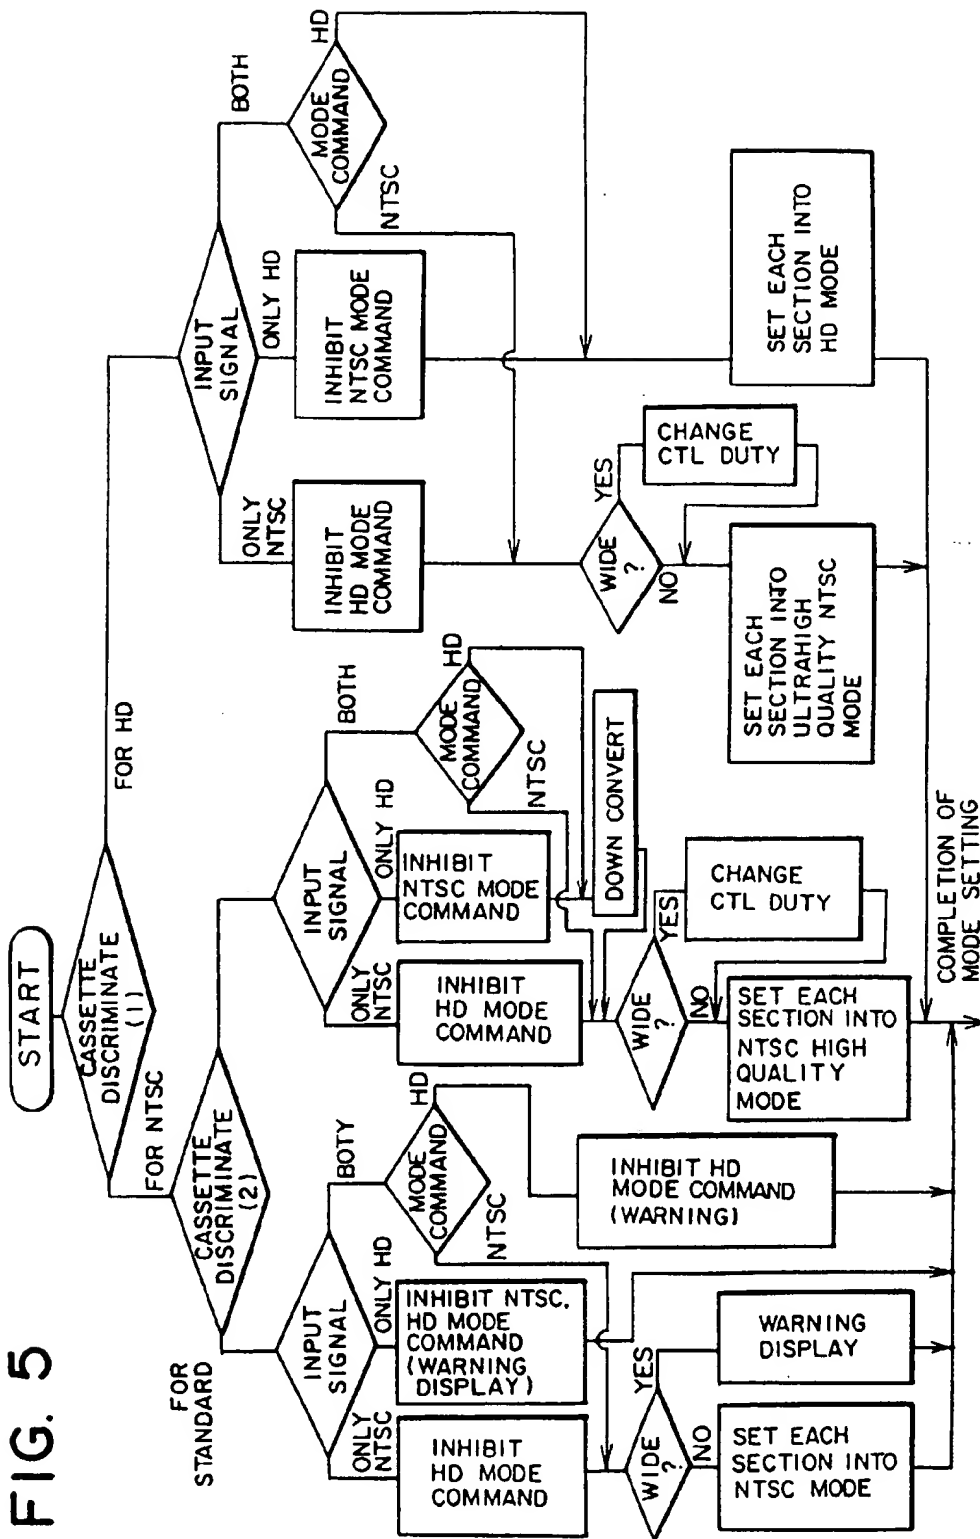 FIG. 5
START
CASSETTE
DISCRIMINATE
(1)
FOR NTSC
FOR HD
CASSETTE
DISCRIMINATE
(2)
FOR
STANDARD
INPUT
SIGNAL
ONLY
NTSC
ONLY HD
BOTY
INHIBIT
HD MODE
COMMAND
INHIBIT NTSC.
HD MODE
COMMAND
(WARNING
DISPLAY)
MODE
COMMAND
HD
NTSC
INHIBIT HD
MODE COMMAND
(WARNING)
WIDE
?
YES
NO
WARNING
DISPLAY
SET EACH
SECTION INTO
NTSC MODE
INPUT
SIGNAL
ONLY
NTSC
ONLY HD
BOTH
INHIBIT
HD MODE
COMMAND
INHIBIT
NTSC MODE
COMMAND
MODE
COMMAND
HD
NTSC
DOWN CONVERT
WIDE
?
YES
NO
CHANGE
CTL DUTY
SET EACH
SECTION INTO
NTSC HIGH
QUALITY
MODE
INPUT
SIGNAL
ONLY
NTSC
ONLY HD
BOTH
INHIBIT
HD MODE
COMMAND
INHIBIT
NTSC MODE
COMMAND
MODE
COMMAND
HD
NTSC
WIDE
?
YES
NO
CHANGE
CTL DUTY
SET EACH
SECTION INTO
ULTRAHIGH
QUALITY NTSC
MODE
SET EACH
SECTION INTO
HD MODE
COMPLETION OF
MODE SETTING